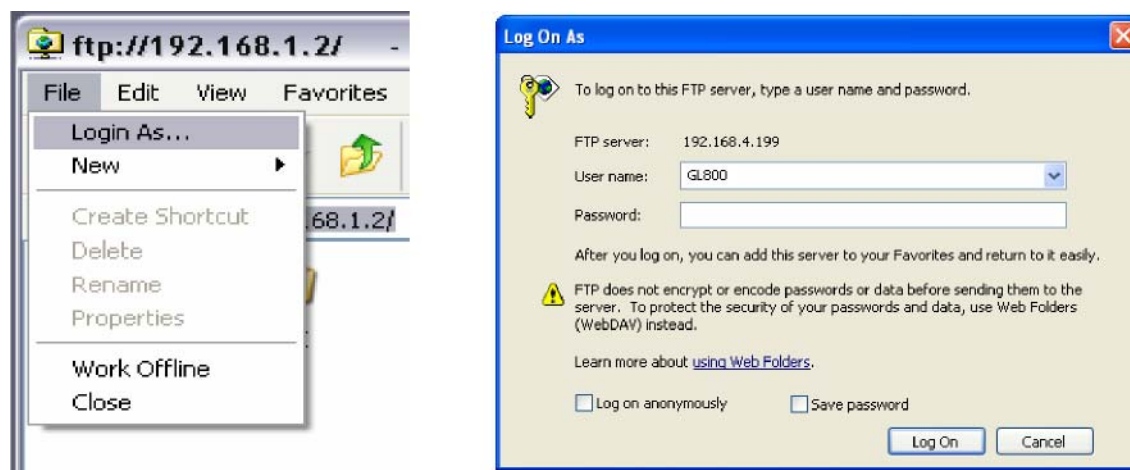 ftp://192.168.1.2/ -
File Edit View Favorites
Login As...
New
Create Shortcut
.68.1.2/
Delete
Rename
Properties
Work Offline
Close
Log On As
To log on to this FTP server, type a user name and password.
FTP server: 192.168.4.199
User name: GL800
Password:
After you log on, you can add this server to your Favorites and return to it easily.
FTP does not encrypt or encode passwords or data before sending them to the
server. To protect the security of your passwords and data, use Web Folders
(WebDAV) instead.
Learn more about using Web Folders.
Log on anonymously Save password
Log On Cancel